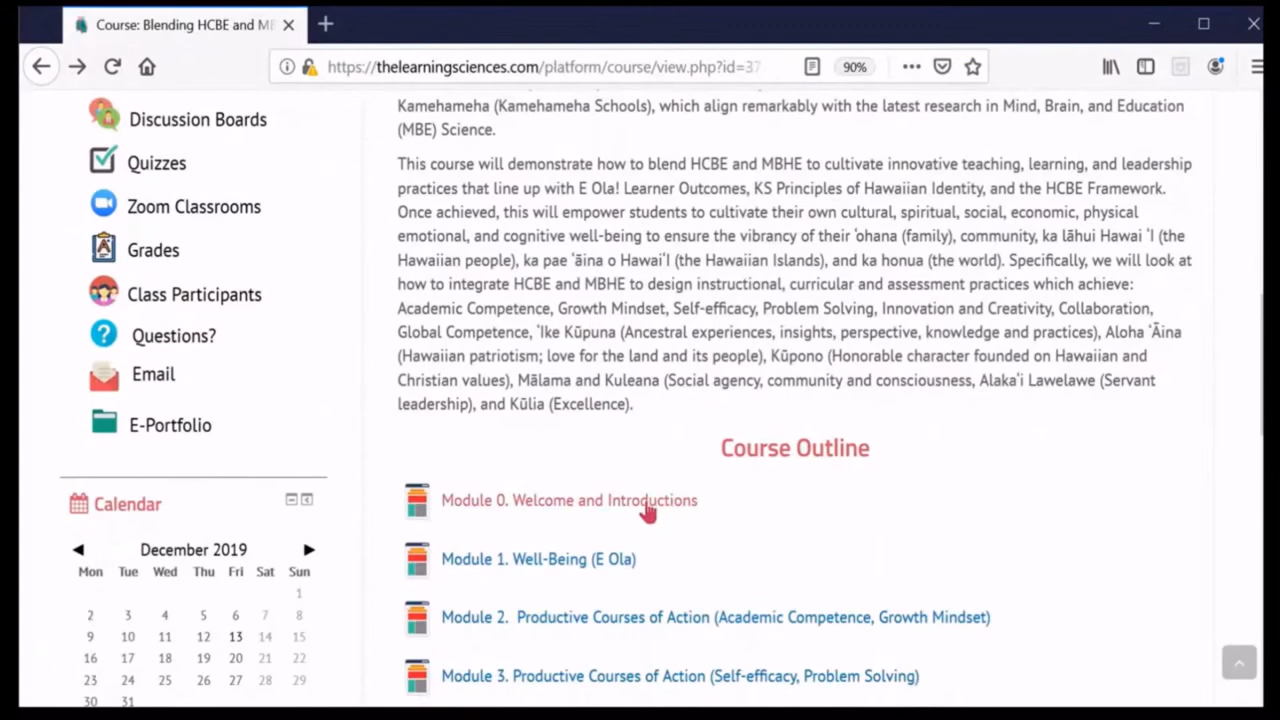 Course: Blending HCBE and MB
https://thelearningsciences.com/platform/course/view.php?id=37
90%
Discussion Boards
Quizzes
Zoom Classrooms
Grades
Class Participants
Questions?
Email
E-Portfolio
Calendar
December 2019
Mon Tue Wed Thu Fri Sat Sun
1
2 3 4 5 6 7 8
9 10 11 12 13 14 15
16 17 18 19 20 21 22
23 24 25 26 27 28 29
30 31
Kamehameha (Kamehameha Schools), which align remarkably with the latest research in Mind, Brain, and Education
(MBE) Science.
This course will demonstrate how to blend HCBE and MBHE to cultivate innovative teaching, learning, and leadership
practices that line up with E Ola! Learner Outcomes, KS Principles of Hawaiian Identity, and the HCBE Framework.
Once achieved, this will empower students to cultivate their own cultural, spiritual, social, economic, physical
emotional, and cognitive well-being to ensure the vibrancy of their ʻohana (family), community, ka lāhui Hawai ʻI (the
Hawaiian people), ka pae ʻāina o HawaiʻI (the Hawaiian Islands), and ka honua (the world). Specifically, we will look at
how to integrate HCBE and MBHE to design instructional, curricular and assessment practices which achieve:
Academic Competence, Growth Mindset, Self-efficacy, Problem Solving, Innovation and Creativity, Collaboration,
Global Competence, ʻIke Kūpuna (Ancestral experiences, insights, perspective, knowledge and practices), Aloha ʻĀina
(Hawaiian patriotism; love for the land and its people), Kūpono (Honorable character founded on Hawaiian and
Christian values), Mālama and Kuleana (Social agency, community and consciousness, Alakaʻi Lawelawe (Servant
leadership), and Kūlia (Excellence).
Course Outline
Module 0. Welcome and Introductions
Module 1. Well-Being (E Ola)
Module 2. Productive Courses of Action (Academic Competence, Growth Mindset)
Module 3. Productive Courses of Action (Self-efficacy, Problem Solving)